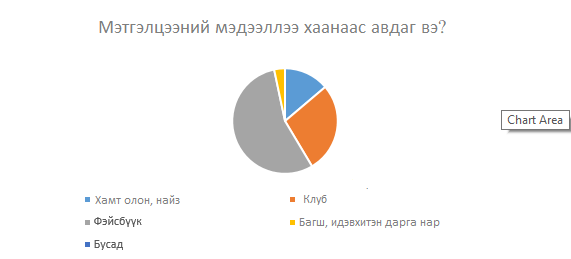 Мэтгэлцээний мэдээллээ хаанаас авдаг вэ?
Chart Area
Хамт олон, найз
Клуб
Фэйсбүүк
Багш, идэвхитэн дарга нар
Бусад